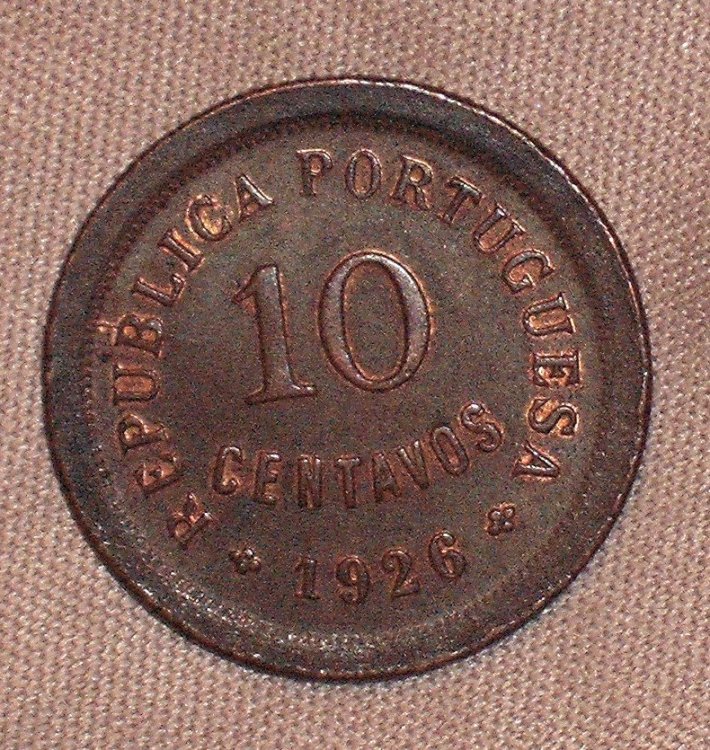 REPUBLICA PORTUGUESA
10
CENTAVOS
1926